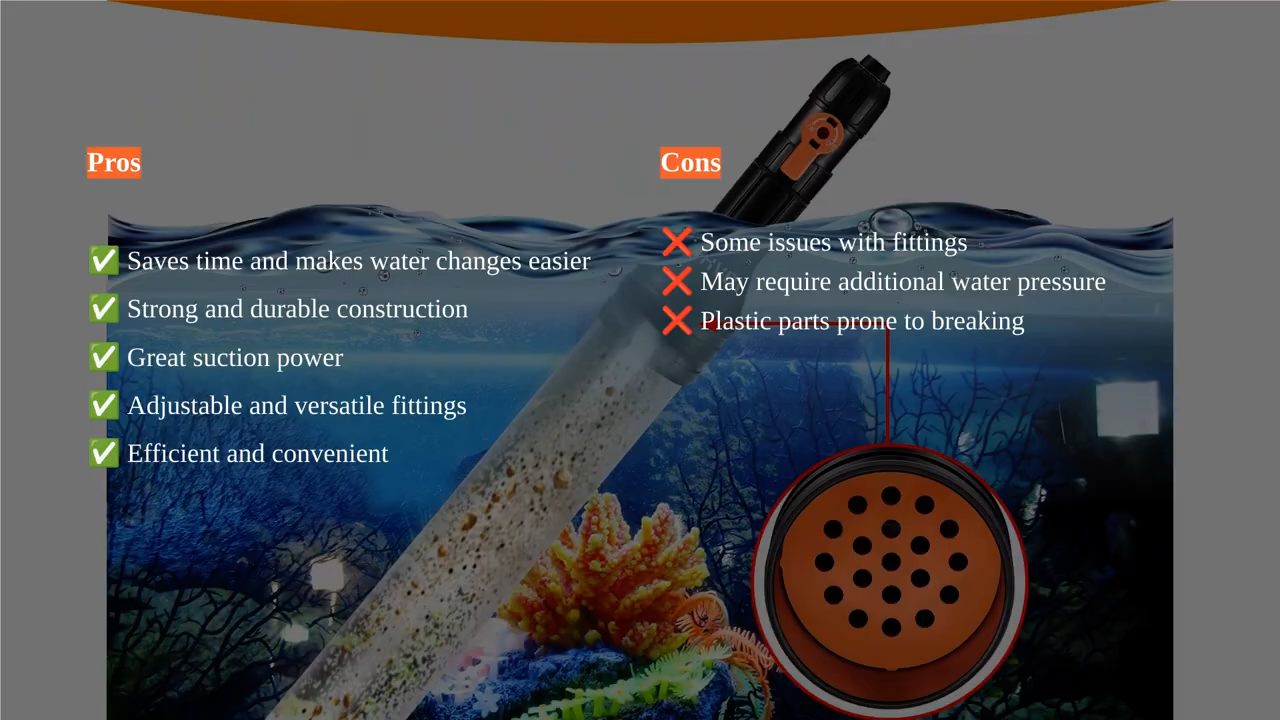 Pros
✅ Saves time and makes water changes easier
✅ Strong and durable construction
✅ Great suction power
✅ Adjustable and versatile fittings
✅ Efficient and convenient
Cons
❌ Some issues with fittings
❌ May require additional water pressure
❌ Plastic parts prone to breaking